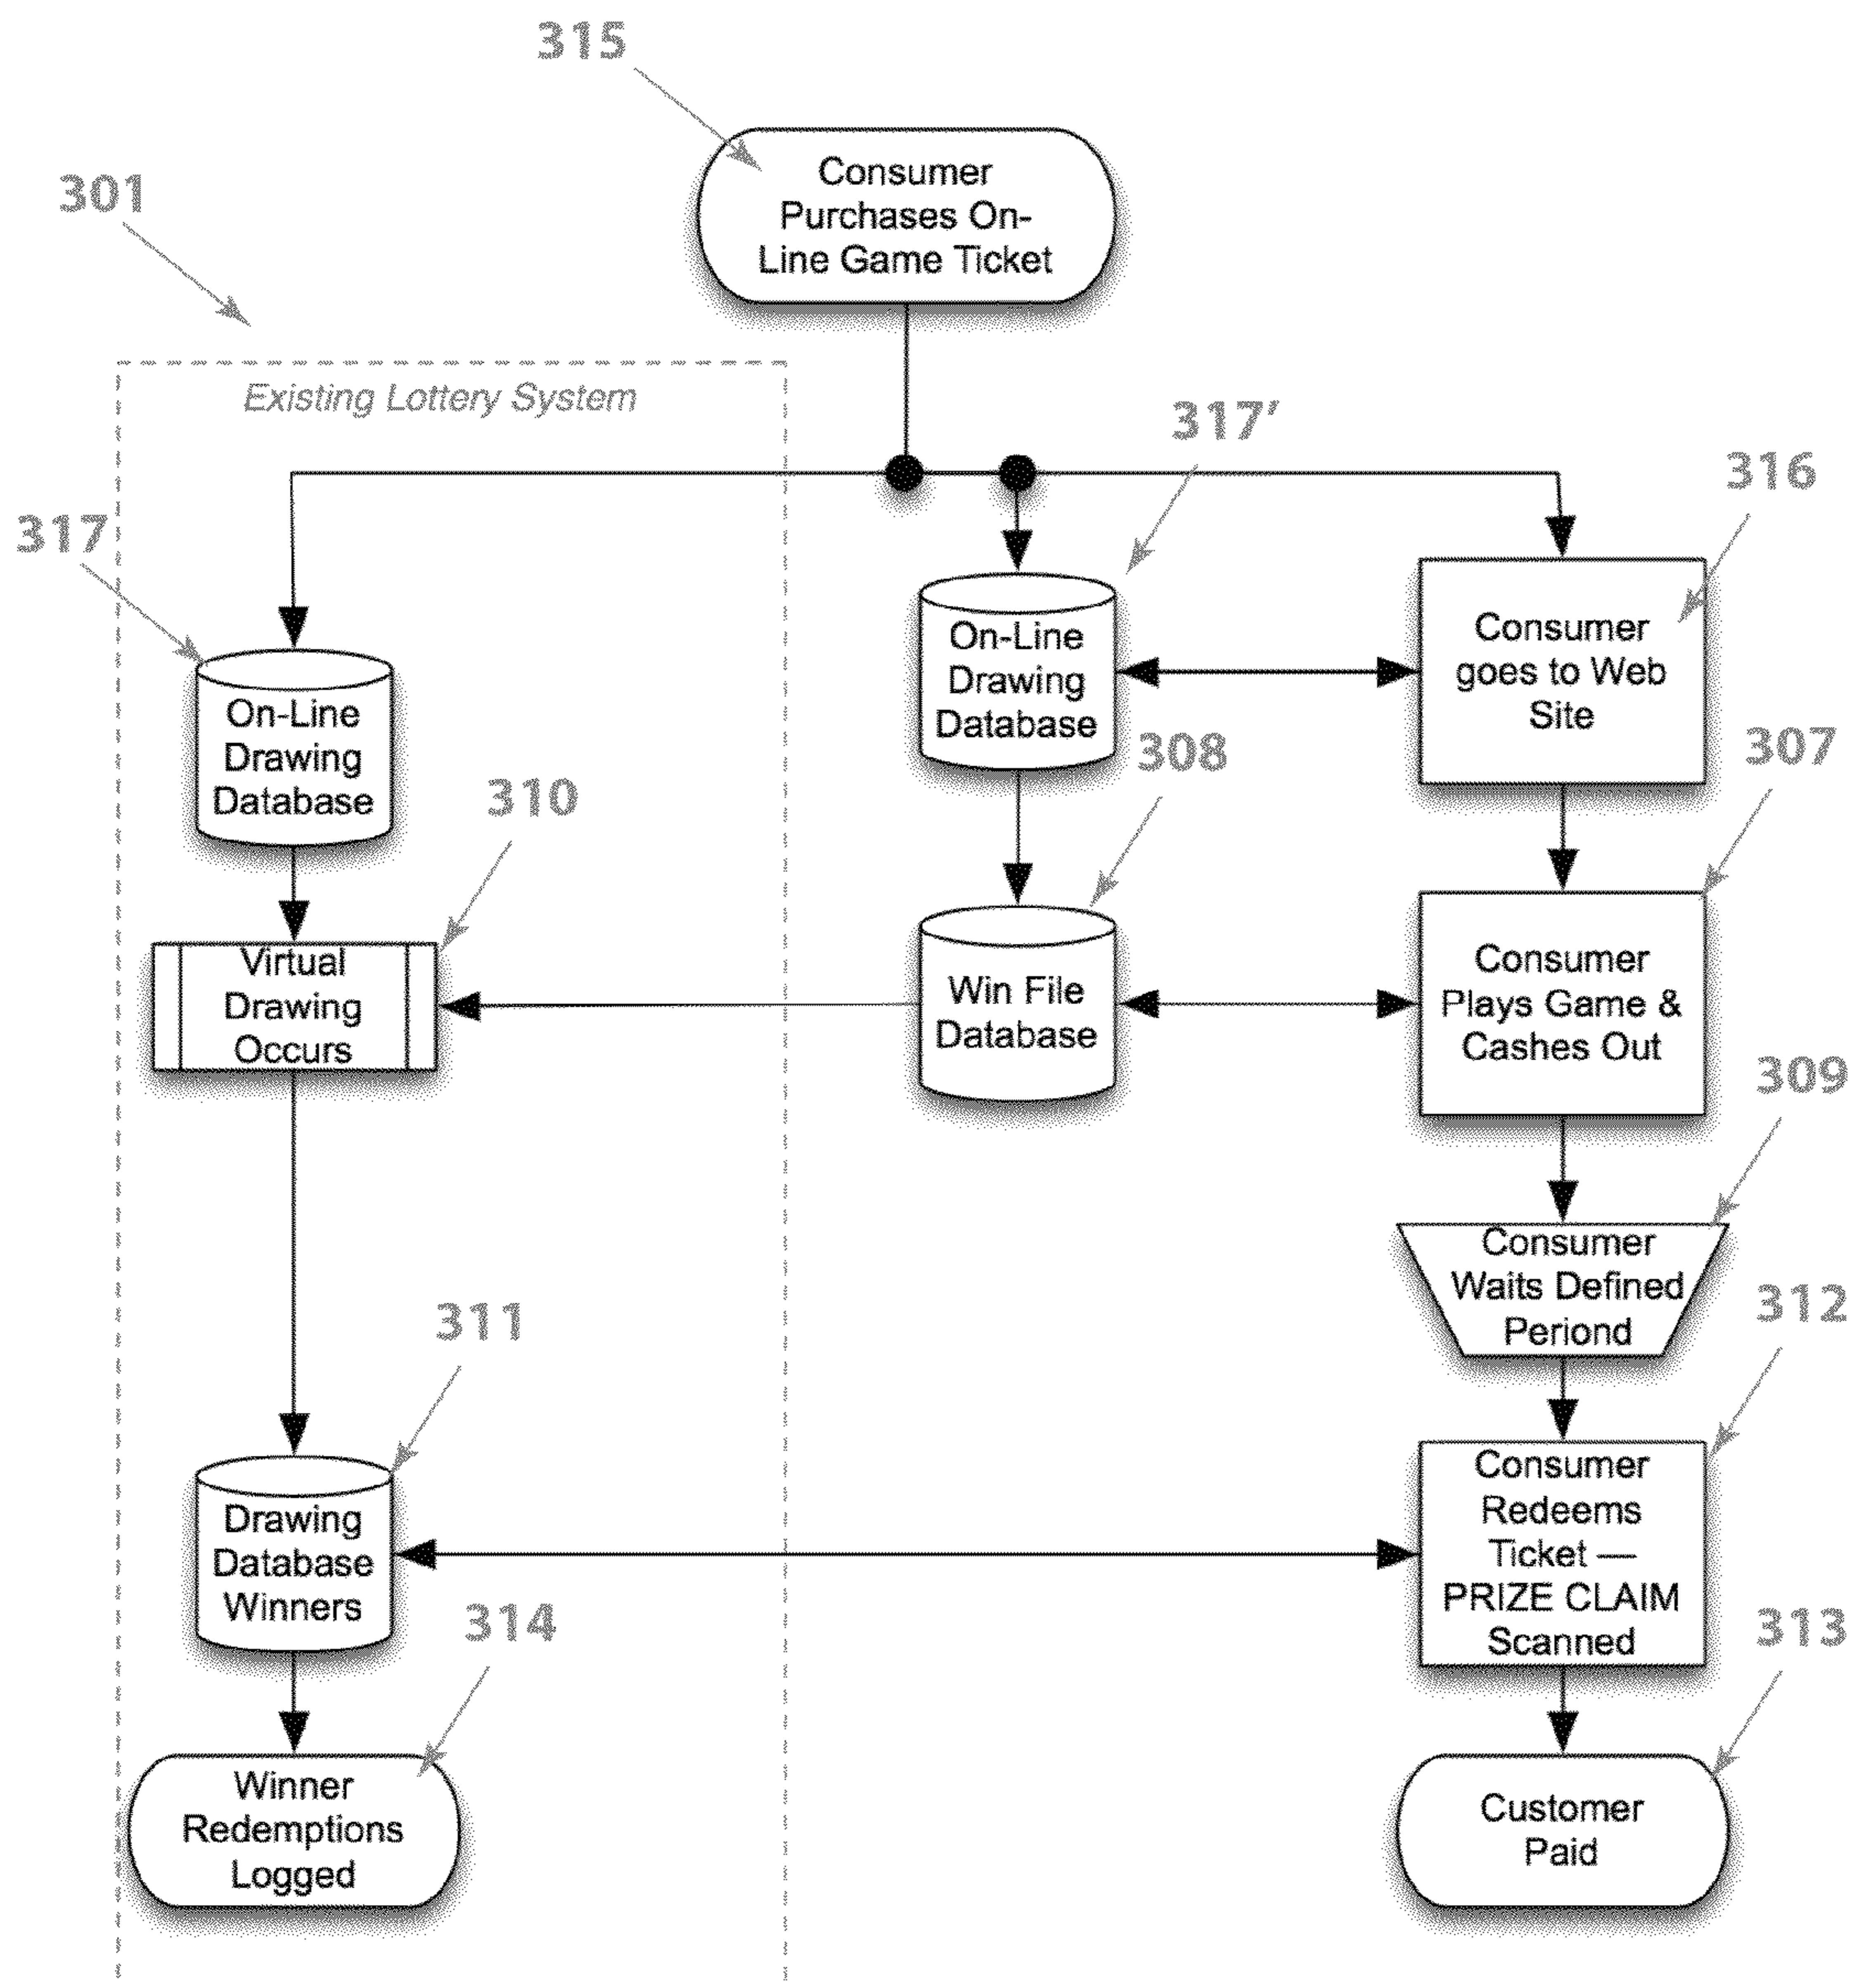 315
Consumer
Purchases On-
Line Game Ticket
301
Existing Lottery System
317'
316
317
On-Line
Drawing
Database
Consumer
goes to Web
Site
On-Line
Drawing
Database
308
307
310
Virtual
Drawing
Occurs
Win File
Database
Consumer
Plays Game &
Cashes Out
309
Consumer
Waits Defined
Periond
312
311
Drawing
Database
Winners
Consumer
Redeems
Ticket —
PRIZE CLAIM
Scanned
314
313
Winner
Redemptions
Logged
Customer
Paid